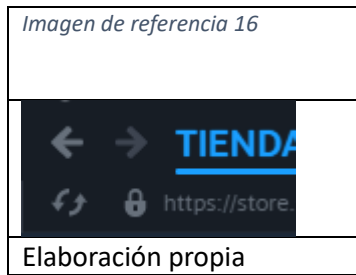 Imagen de referencia 16
TIENDA
https://store.
Elaboración propia